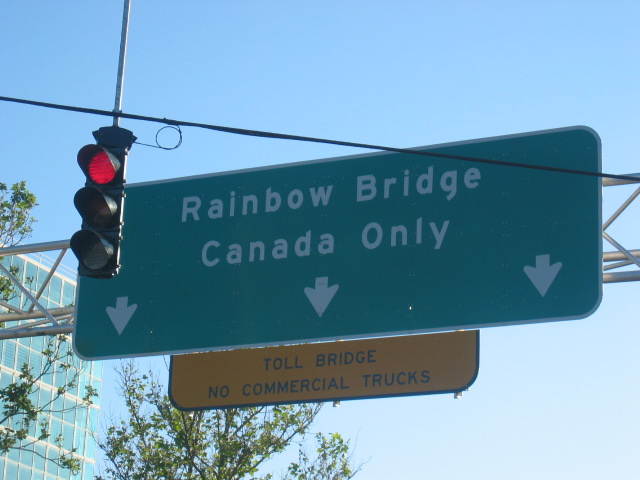 Rainbow Bridge
Canada Only
TOLL BRIDGE
NO COMMERCIAL TRUCKS